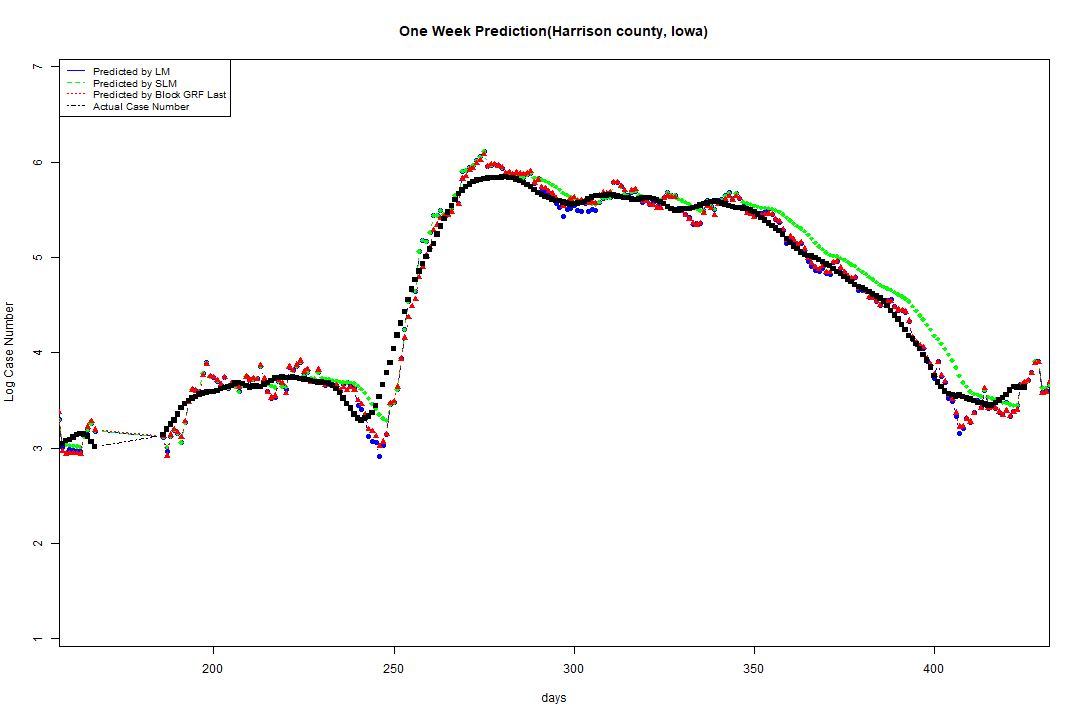 One Week Prediction(Harrison county, Iowa)
Predicted by LM
Predicted by SLM
Predicted by Block GRF Last
Actual Case Number
7
6
5
4
3
2
1
Log Case Number
200 250 300 350 400
days